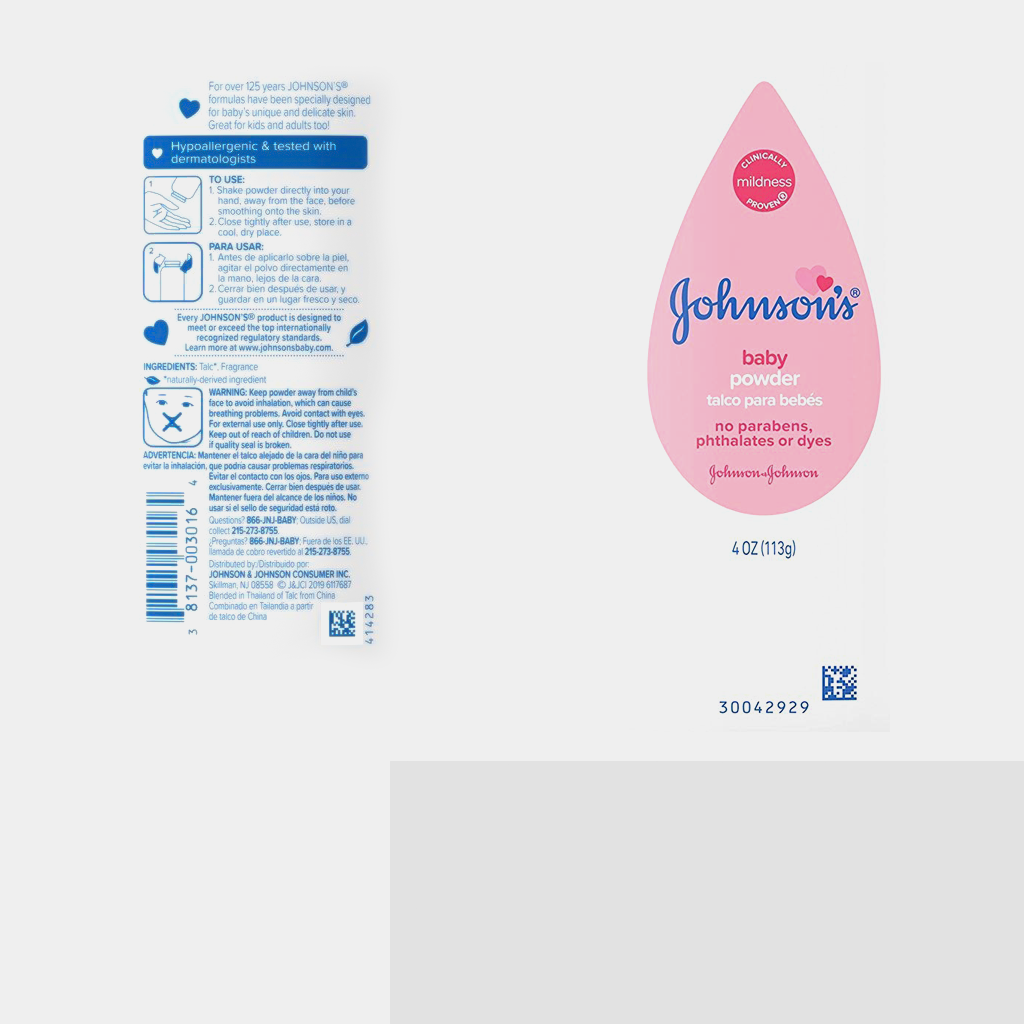 For over 125 years JOHNSON'S®
formulas have been specially designed
for baby's unique and delicate skin.
Great for kids and adults too!
Hypoallergenic & tested with
dermatologists
1
TO USE:
1. Shake powder directly into your
hand, away from the face, before
smoothing onto the skin.
2. Close tightly after use, store in a
cool, dry place.
2
PARA USAR:
1. Antes de aplicarlo sobre la piel,
agitar el polvo directamente en
la mano, lejos de la cara.
2. Cerrar bien después de usar, y
guardar en un lugar fresco y seco.
Every JOHNSON'S® product is designed to
meet or exceed the top internationally
recognized regulatory standards.
Learn more at www.johnsonsbaby.com.
INGREDIENTS: Talc*, Fragrance
*naturally-derived ingredient
WARNING: Keep powder away from child's
face to avoid inhalation, which can cause
breathing problems. Avoid contact with eyes.
For external use only. Close tightly after use.
Keep out of reach of children. Do not use
if quality seal is broken.
ADVERTENCIA: Mantener el talco alejado de la cara del niño para
evitar la inhalación, que podría causar problemas respiratorios.
Evitar el contacto con los ojos. Para uso externo
exclusivamente. Cerrar bien después de usar.
Mantener fuera del alcance de los niños. No
usar si el sello de seguridad está roto.
Questions? 866-JNJ-BABY; Outside US, dial
collect 215-273-8755
¿Preguntas? 866-JNJ-BABY; Fuera de los EE. UU.,
llamada de cobro revertido al 215-273-8755.
Distributed by:/Distribuido por:
JOHNSON & JOHNSON CONSUMER INC.
Skillman, NJ 08558 © J&JCI 2019 6117687
Blended in Thailand of Talc from China
Combinado en Tailandia a partir
de talco de China
3 8137-003016 4
414283
CLINICALLY
mildness
PROVEN®
Johnson's®
baby
powder
talco para bebés
no parabens,
phthalates or dyes
Johnson & Johnson
4 OZ (113g)
30042929